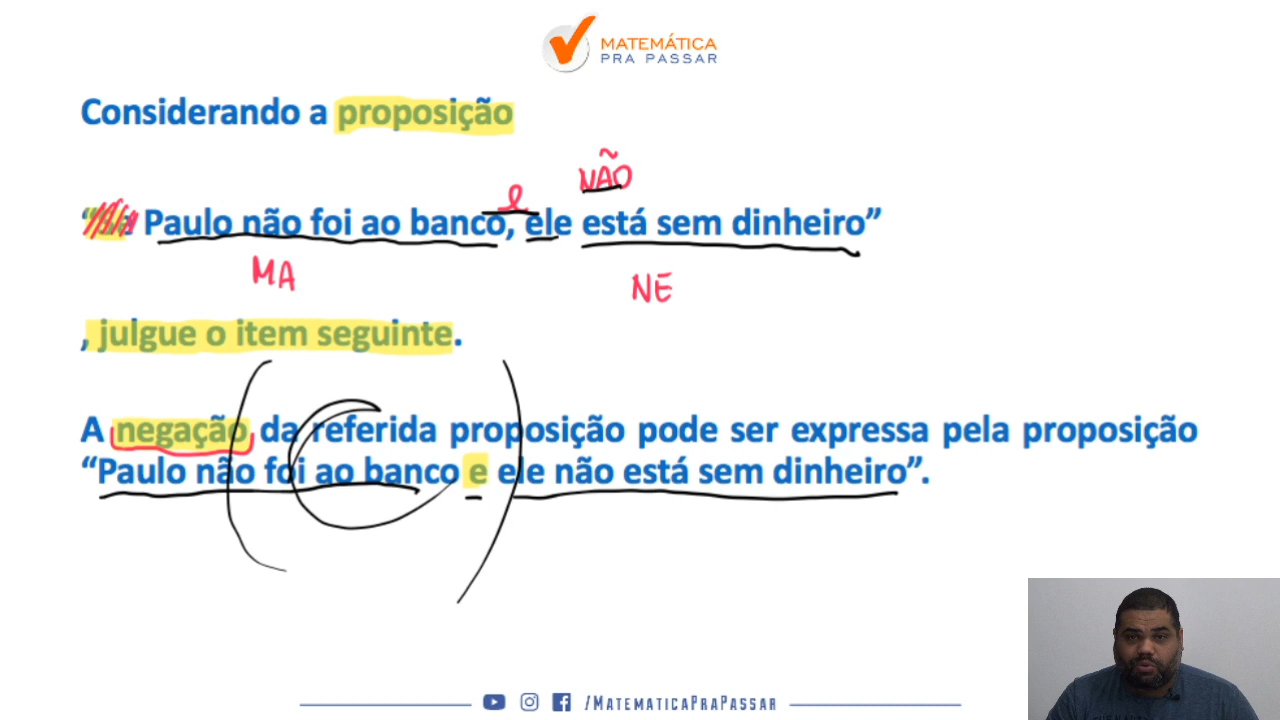 MATEMÁTICA
PRA PASSAR
Considerando a proposição
e NÃO
“Se Paulo não foi ao banco, ele está sem dinheiro”
MA NE
, julgue o item seguinte.
A negação da referida proposição pode ser expressa pela proposição
“Paulo não foi ao banco e ele não está sem dinheiro”.
C
/MATEMATICAPRAPASSAR